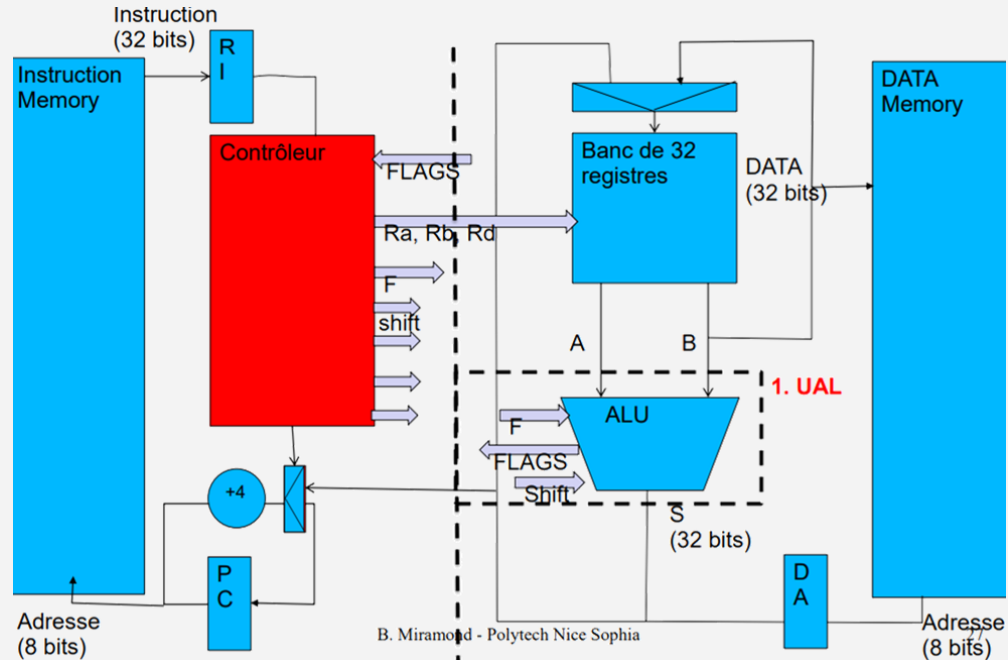 Instruction
(32 bits)
Instruction
Memory
R
I
Contrôleur
FLAGS
Ra, Rb, Rd
F
shift
+4
P
C
Adresse
(8 bits)
Banc de 32
registres
DATA
(32 bits)
DATA
Memory
A
B
1. UAL
ALU
F
FLAGS
Shift
S
(32 bits)
D
A
B. Miramond - Polytech Nice Sophia
Adresse
(8 bits)
27